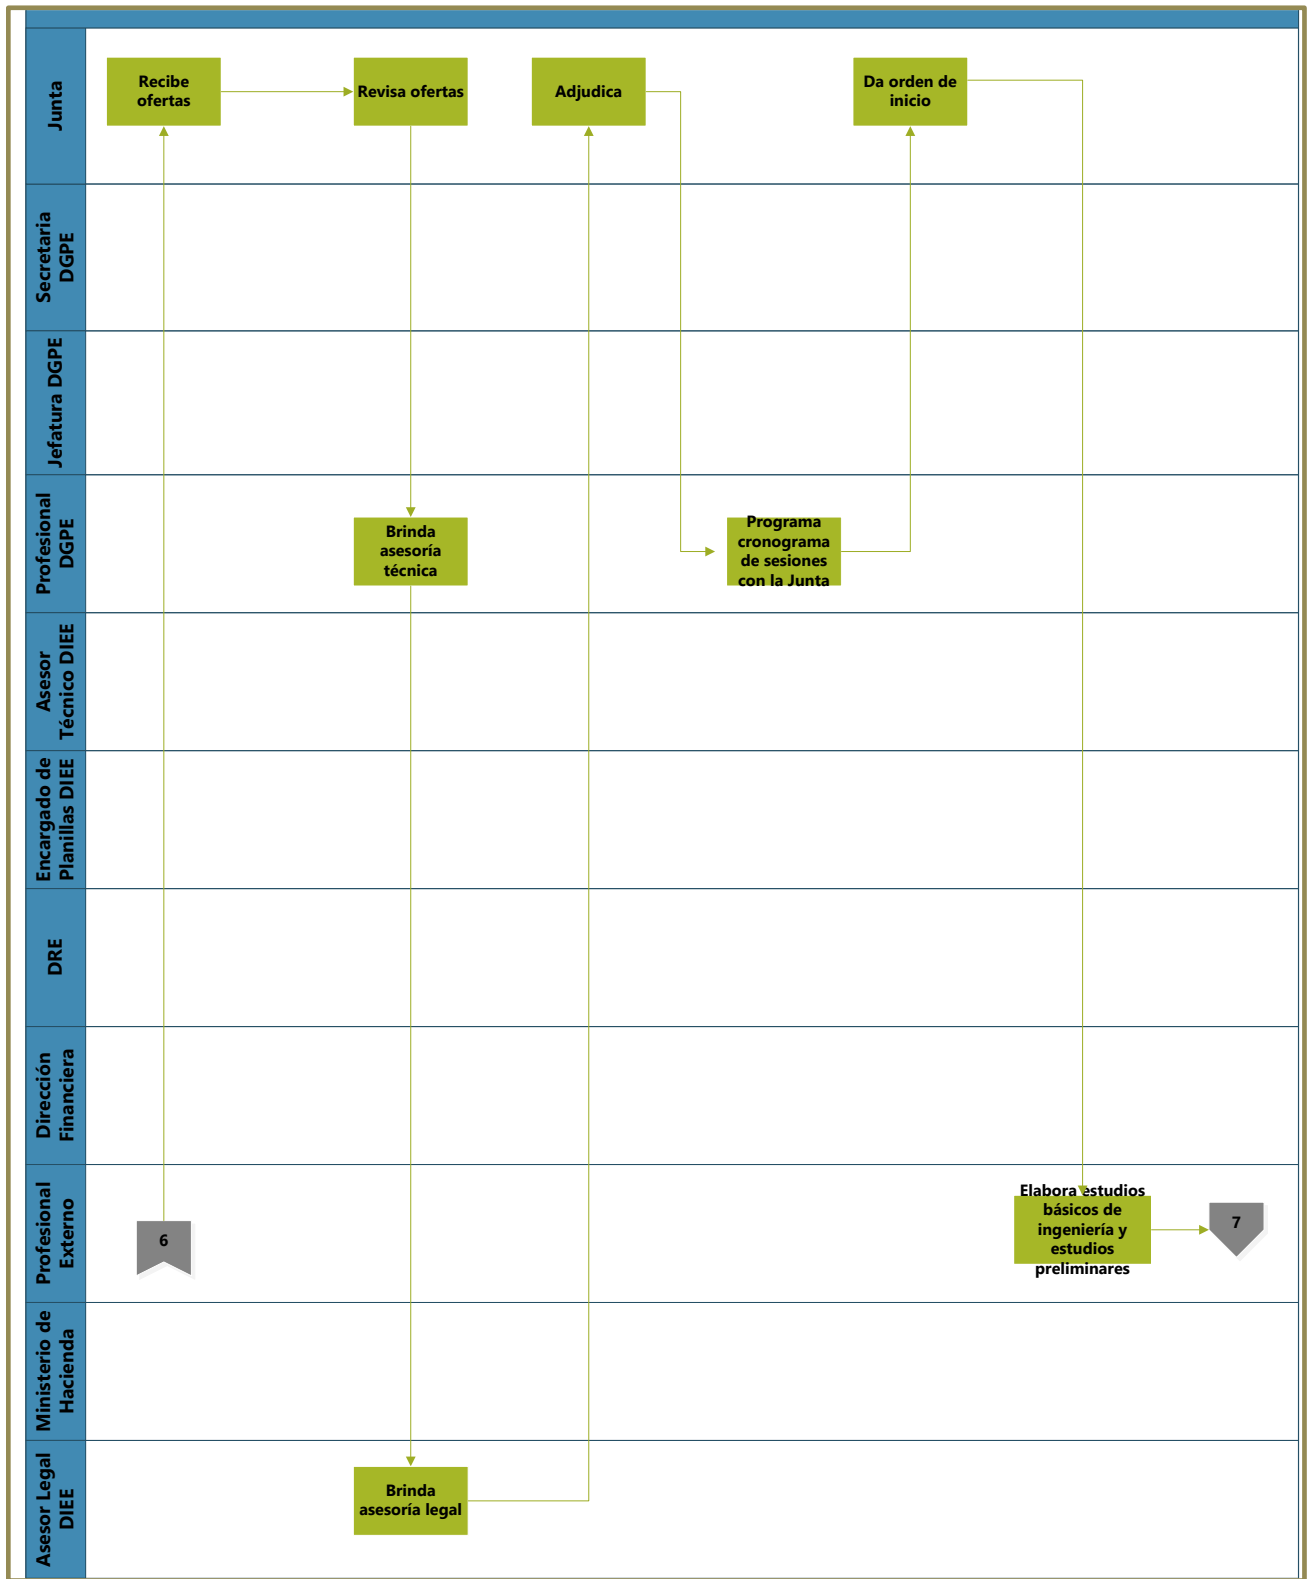 Junta
Recibe
ofertas
Revisa ofertas
Adjudica
Da orden de
inicio
Secretaria
DGPE
Jefatura DGPE
Profesional
DGPE
Brinda
asesoría
técnica
Programa
cronograma
de sesiones
con la Junta
Asesor
Técnico DIEE
Encargado de
Planillas DIEE
DRE
Dirección
Financiera
Profesional
Externo
6
Elabora estudios
básicos de
ingeniería y
estudios
preliminares
7
Ministerio de
Hacienda
Asesor Legal
DIEE
Brinda
asesoría legal